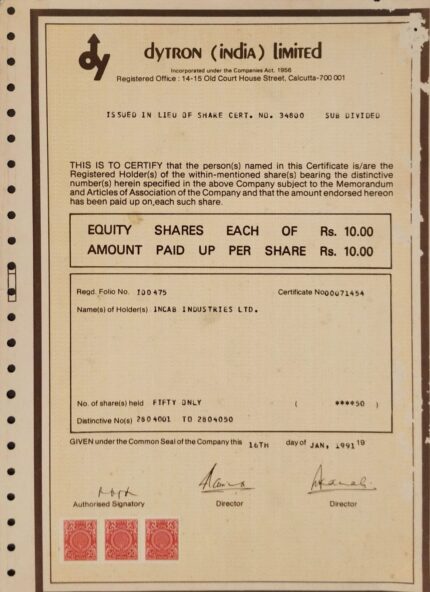 dy
dytron (india) limited
Incorporated under the Companies Act, 1956
Registered Office : 14-15 Old Court House Street, Calcutta-700 001
ISSUED IN LIEU OF SHARE CERT. NO. 34800 SUB DIVIDED
THIS IS TO CERTIFY that the person(s) named in this Certificate is/are the
Registered Holder(s) of the within-mentioned share(s) bearing the distinctive
number(s) herein specified in the above Company subject to the Memorandum
and Articles of Association of the Company and that the amount endorsed hereon
has been paid up on each such share.
EQUITY SHARES EACH OF Rs. 10.00
AMOUNT PAID UP PER SHARE Rs. 10.00
Regd. Folio No. I00475 Certificate No00071454
Name(s) of Holder(s) INCAB INDUSTRIES LTD.
No. of share(s) held FIFTY ONLY ( ****50 )
Distinctive No(s) 2804001 TO 2804050
GIVEN under the Common Seal of the Company this 16TH day of JAN, 1991 19
Authorised Signatory Director Director